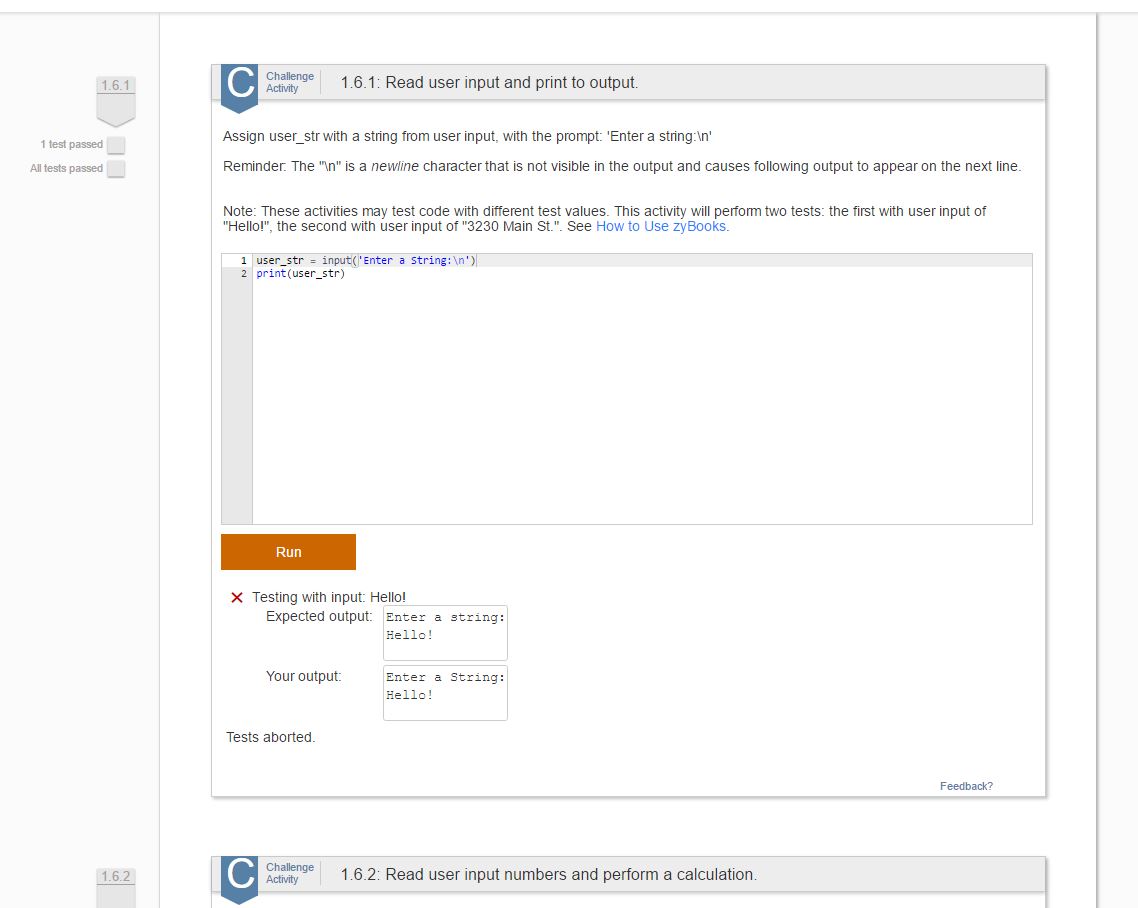 1.6.1
1 test passed
All tests passed
C Challenge Activity 1.6.1: Read user input and print to output.
Assign user_str with a string from user input, with the prompt: 'Enter a string:\n'
Reminder: The "\n" is a newline character that is not visible in the output and causes following output to appear on the next line.
Note: These activities may test code with different test values. This activity will perform two tests: the first with user input of
"Hello!", the second with user input of "3230 Main St.". See How to Use zyBooks.
1 user_str = input('Enter a String:\n')
2 print(user_str)
Run
✕ Testing with input: Hello!
Expected output: Enter a string:
Hello!
Your output: Enter a String:
Hello!
Tests aborted.
Feedback?
1.6.2
C Challenge Activity 1.6.2: Read user input numbers and perform a calculation.